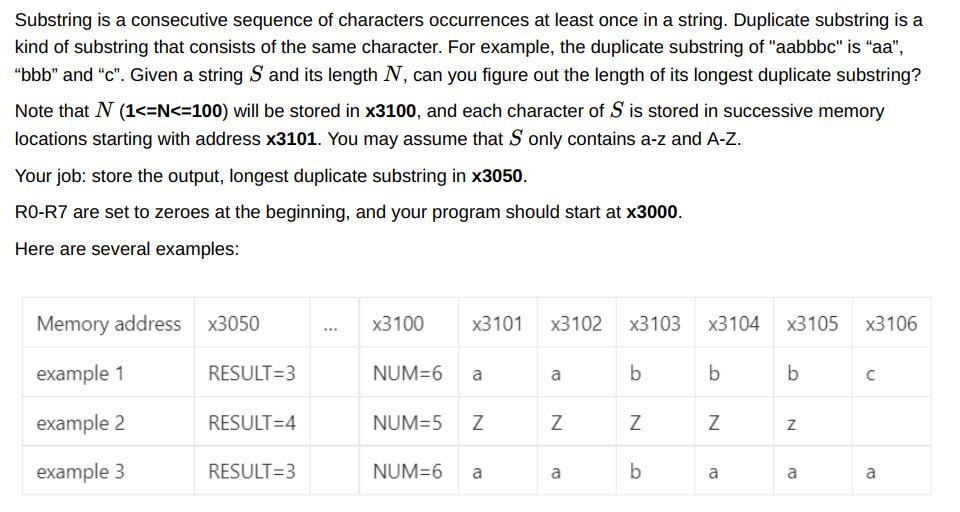 Substring is a consecutive sequence of characters occurrences at least once in a string. Duplicate substring is a
kind of substring that consists of the same character. For example, the duplicate substring of "aabbbc" is “aa”,
“bbb” and “c”. Given a string S and its length N, can you figure out the length of its longest duplicate substring?
Note that N (1<=N<=100) will be stored in x3100, and each character of S is stored in successive memory
locations starting with address x3101. You may assume that S only contains a-z and A-Z.
Your job: store the output, longest duplicate substring in x3050.
R0-R7 are set to zeroes at the beginning, and your program should start at x3000.
Here are several examples:
Memory address x3050 ... x3100 x3101 x3102 x3103 x3104 x3105 x3106
example 1 RESULT=3 NUM=6 a a b b b c
example 2 RESULT=4 NUM=5 Z Z Z Z z
example 3 RESULT=3 NUM=6 a a b a a a